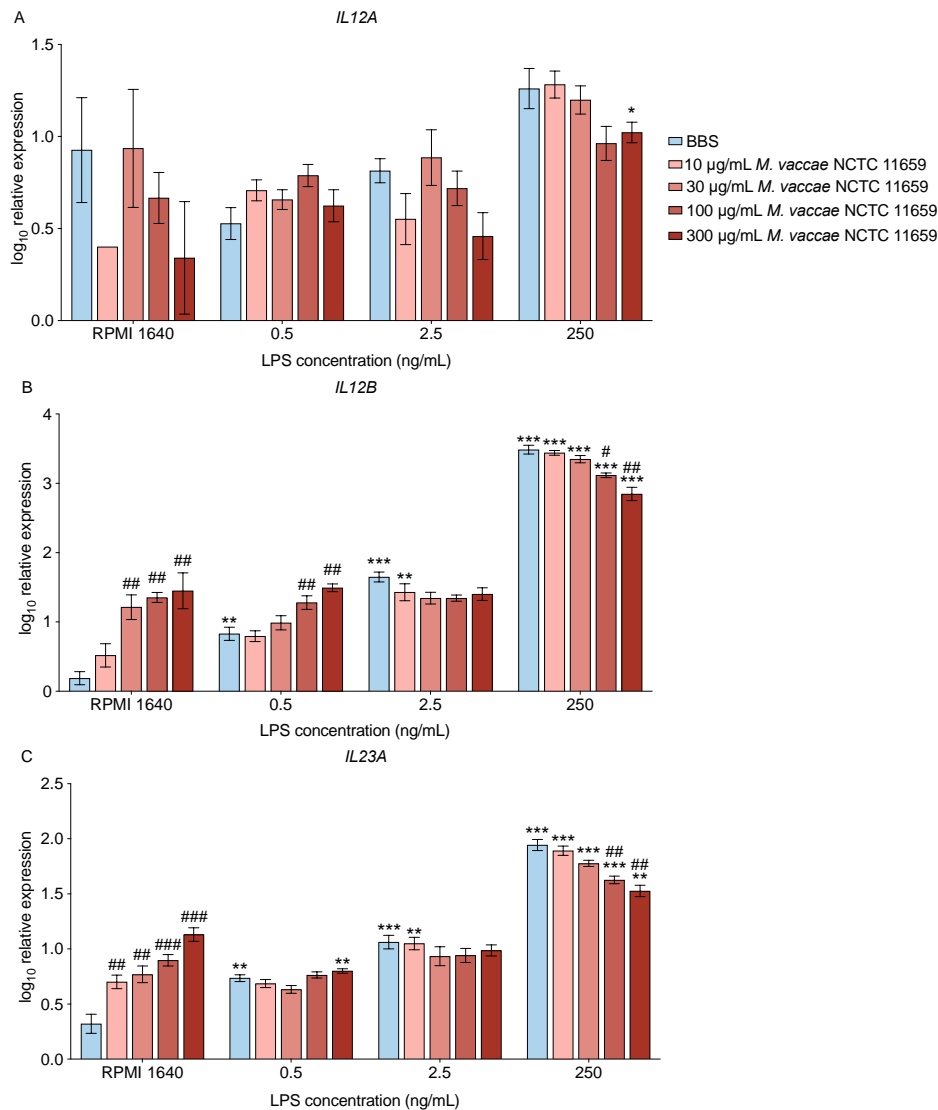 A
IL12A
log10 relative expression
1.5
1.0
0.5
0.0
*
RPMI 1640 0.5 2.5 250
LPS concentration (ng/mL)
BBS
10 µg/mL M. vaccae NCTC 11659
30 µg/mL M. vaccae NCTC 11659
100 µg/mL M. vaccae NCTC 11659
300 µg/mL M. vaccae NCTC 11659
B
IL12B
log10 relative expression
4
3
2
1
0
## ## ##
** ## ##
*** **
*** *** *** # *** ## ***
RPMI 1640 0.5 2.5 250
LPS concentration (ng/mL)
C
IL23A
log10 relative expression
2.5
2.0
1.5
1.0
0.5
0.0
## ## ### ###
** **
*** **
*** *** *** ## *** ## **
RPMI 1640 0.5 2.5 250
LPS concentration (ng/mL)